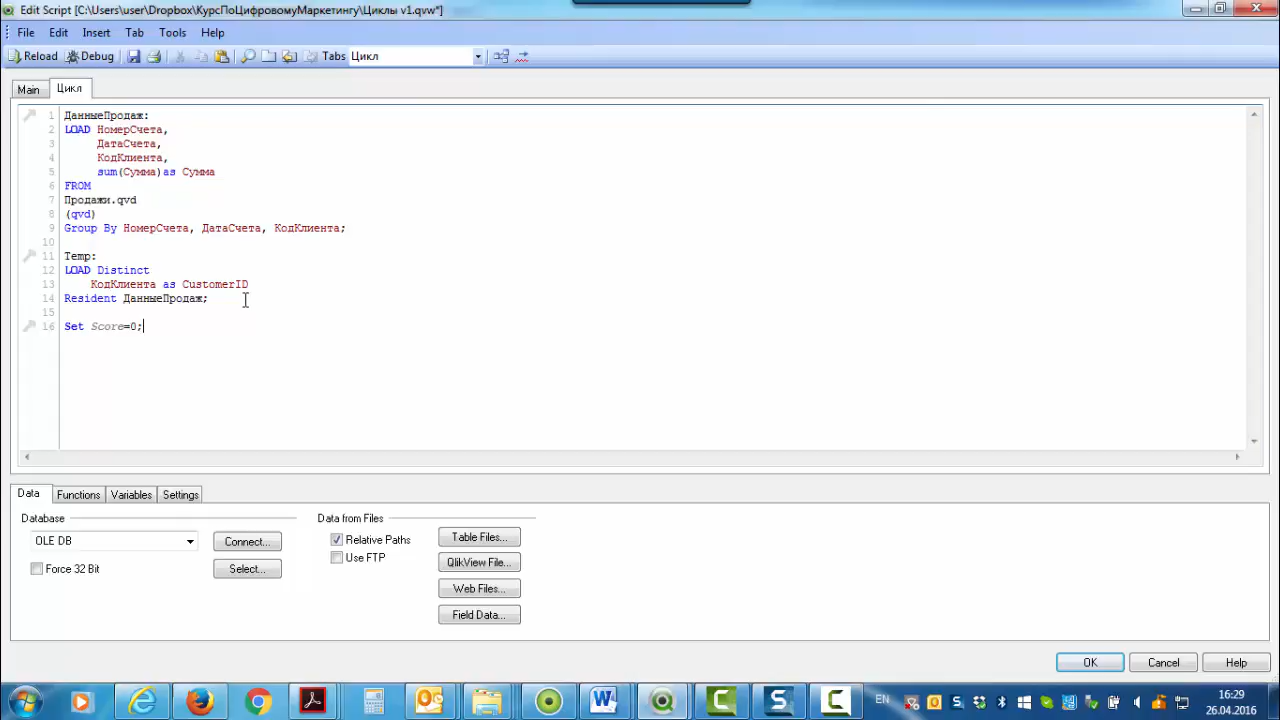 Edit Script [C:\Users\user\Dropbox\КурсПоЦифровомуМаркетингу\Циклы v1.qvw*]
File Edit Insert Tab Tools Help
Reload Debug Tabs Цикл
Main Цикл
1 ДанныеПродаж:
2 LOAD НомерСчета,
3 ДатаСчета,
4 КодКлиента,
5 sum(Сумма)as Сумма
6 FROM
7 Продажи.qvd
8 (qvd)
9 Group By НомерСчета, ДатаСчета, КодКлиента;
10
11 Temp:
12 LOAD Distinct
13 КодКлиента as CustomerID
14 Resident ДанныеПродаж;
15
16 Set Score=0;
Data Functions Variables Settings
Database Data from Files
OLE DB Connect... Relative Paths Table Files...
Force 32 Bit Select... Use FTP QlikView File...
Web Files...
Field Data...
OK Cancel Help
EN 16:29
26.04.2016